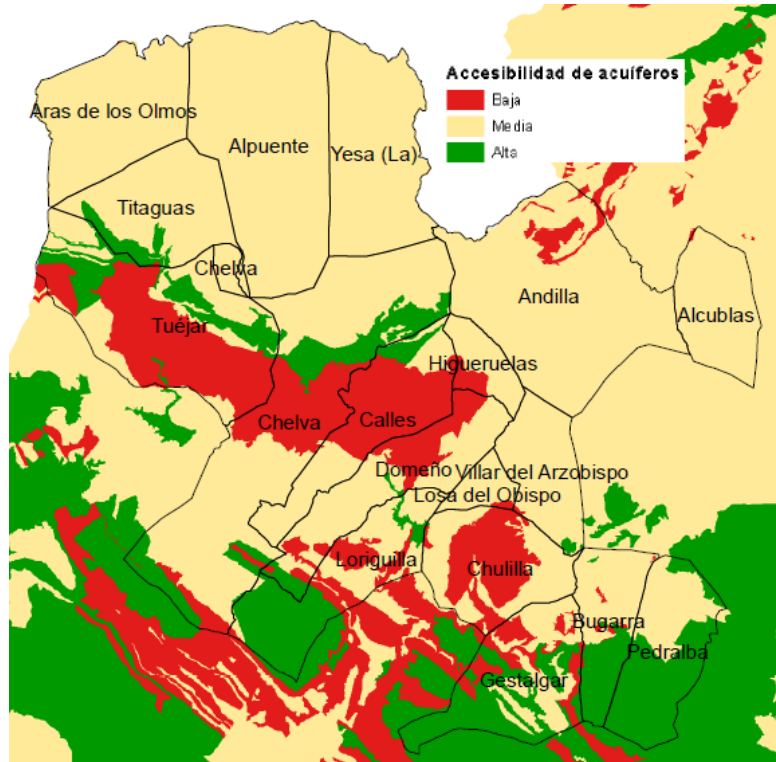 Accesibilidad de acuíferos
Baja
Media
Alta
Aras de los Olmos
Alpuente
Yesa (La)
Titaguas
Chelva
Andilla
Alcublas
Tuéjar
Higueruelas
Chelva
Calles
Domeño
Villar del Arzobispo
Losa del Obispo
Loriguilla
Chulilla
Bugarra
Pedralba
Gestalgar